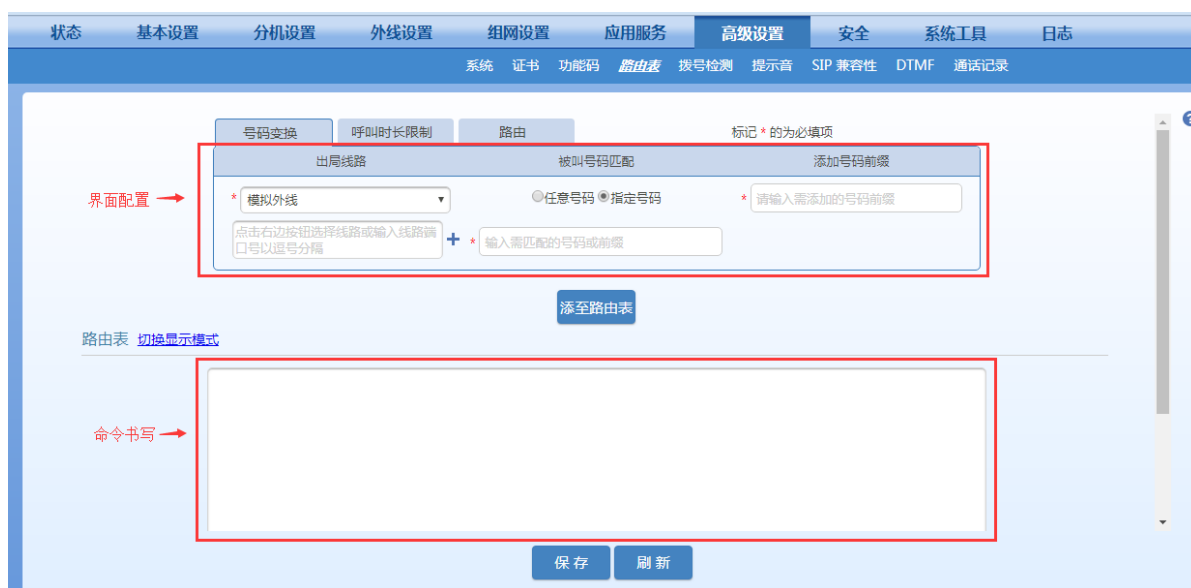 状态 基本设置 分机设置 外线设置 组网设置 应用服务 高级设置 安全 系统工具 日志
系统 证书 功能码 路由表 拨号检测 提示音 SIP 兼容性 DTMF 通话记录
号码变换 呼叫时长限制 路由 标记 * 的为必填项
出局线路 被叫号码匹配 添加号码前缀
界面配置
* 模拟外线 任意号码 指定号码 * 请输入需添加的号码前缀
点击右边按钮选择线路或输入线路端
口号以逗号分隔 + * 输入需匹配的号码或前缀
添至路由表
路由表 切换显示模式
命令书写
保存 刷新